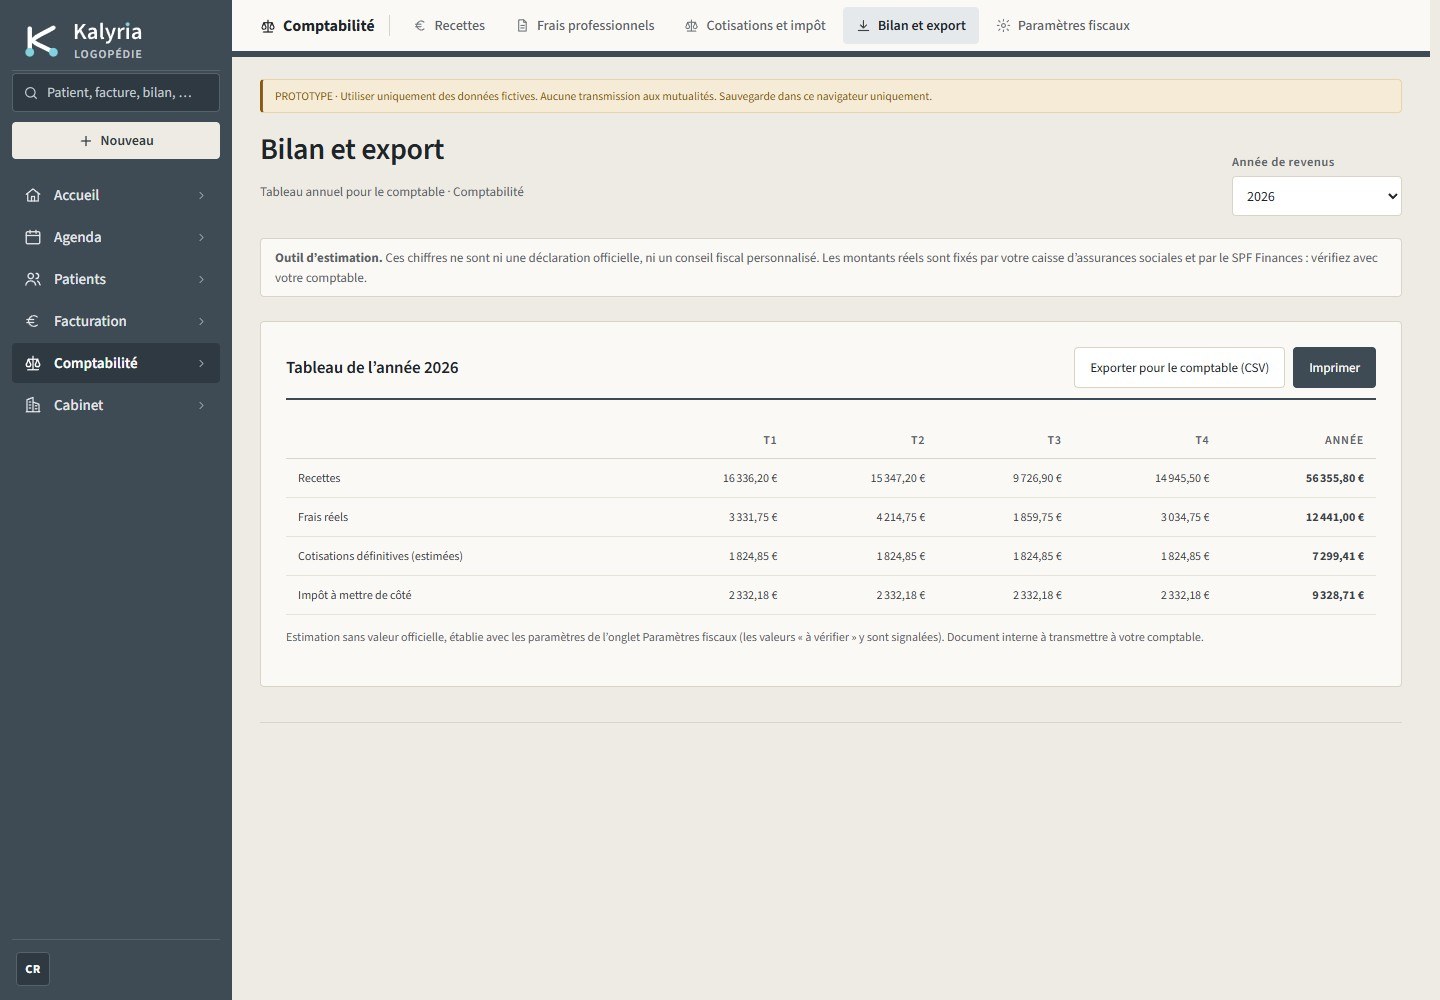 Kalyria
LOGOPÉDIE
Patient, facture, bilan, …
Nouveau
Accueil
Agenda
Patients
Facturation
Comptabilité
Cabinet
CR
Comptabilité
Recettes
Frais professionnels
Cotisations et impôt
Bilan et export
Paramètres fiscaux
PROTOTYPE · Utiliser uniquement des données fictives. Aucune transmission aux mutualités. Sauvegarde dans ce navigateur uniquement.
Bilan et export
Tableau annuel pour le comptable · Comptabilité
Année de revenus
2026
Outil d’estimation. Ces chiffres ne sont ni une déclaration officielle, ni un conseil fiscal personnalisé. Les montants réels sont fixés par votre caisse d’assurances sociales et par le SPF Finances : vérifiez avec
votre comptable.
Tableau de l’année 2026
Exporter pour le comptable (CSV)
Imprimer
T1 T2 T3 T4 ANNÉE
Recettes 16 336,20 € 15 347,20 € 9 726,90 € 14 945,50 € 56 355,80 €
Frais réels 3 331,75 € 4 214,75 € 1 859,75 € 3 034,75 € 12 441,00 €
Cotisations définitives (estimées) 1 824,85 € 1 824,85 € 1 824,85 € 1 824,85 € 7 299,41 €
Impôt à mettre de côté 2 332,18 € 2 332,18 € 2 332,18 € 2 332,18 € 9 328,71 €
Estimation sans valeur officielle, établie avec les paramètres de l’onglet Paramètres fiscaux (les valeurs « à vérifier » y sont signalées). Document interne à transmettre à votre comptable.